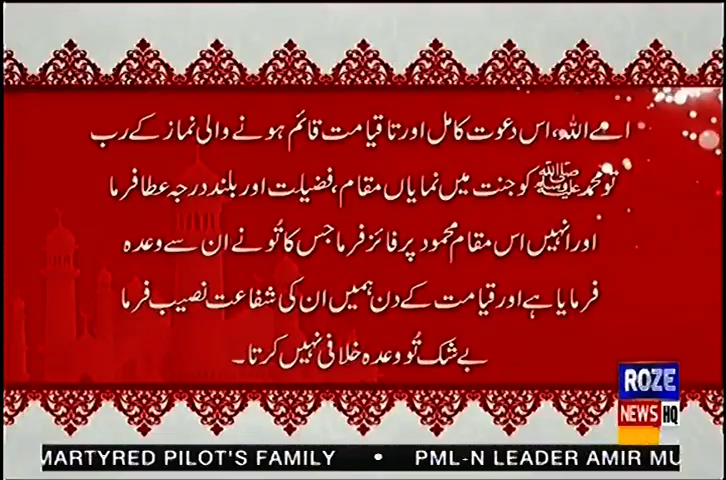 اے اللہ، اس دعوت کامل اور تا قیامت قائم ہونے والی نماز کے رب
تو محمد ﷺ کو جنت میں نمایاں مقام، فضیلت اور بلند درجہ عطا فرما
اور انہیں اس مقام محمود پر فائز فرما جس کا تُو نے ان سے وعدہ
فرمایا ہے اور قیامت کے دن ہمیں ان کی شفاعت نصیب فرما
بے شک تُو وعدہ خلافی نہیں کرتا۔
ROZE
NEWS HQ
MARTYRED PILOT'S FAMILY • PML-N LEADER AMIR MU